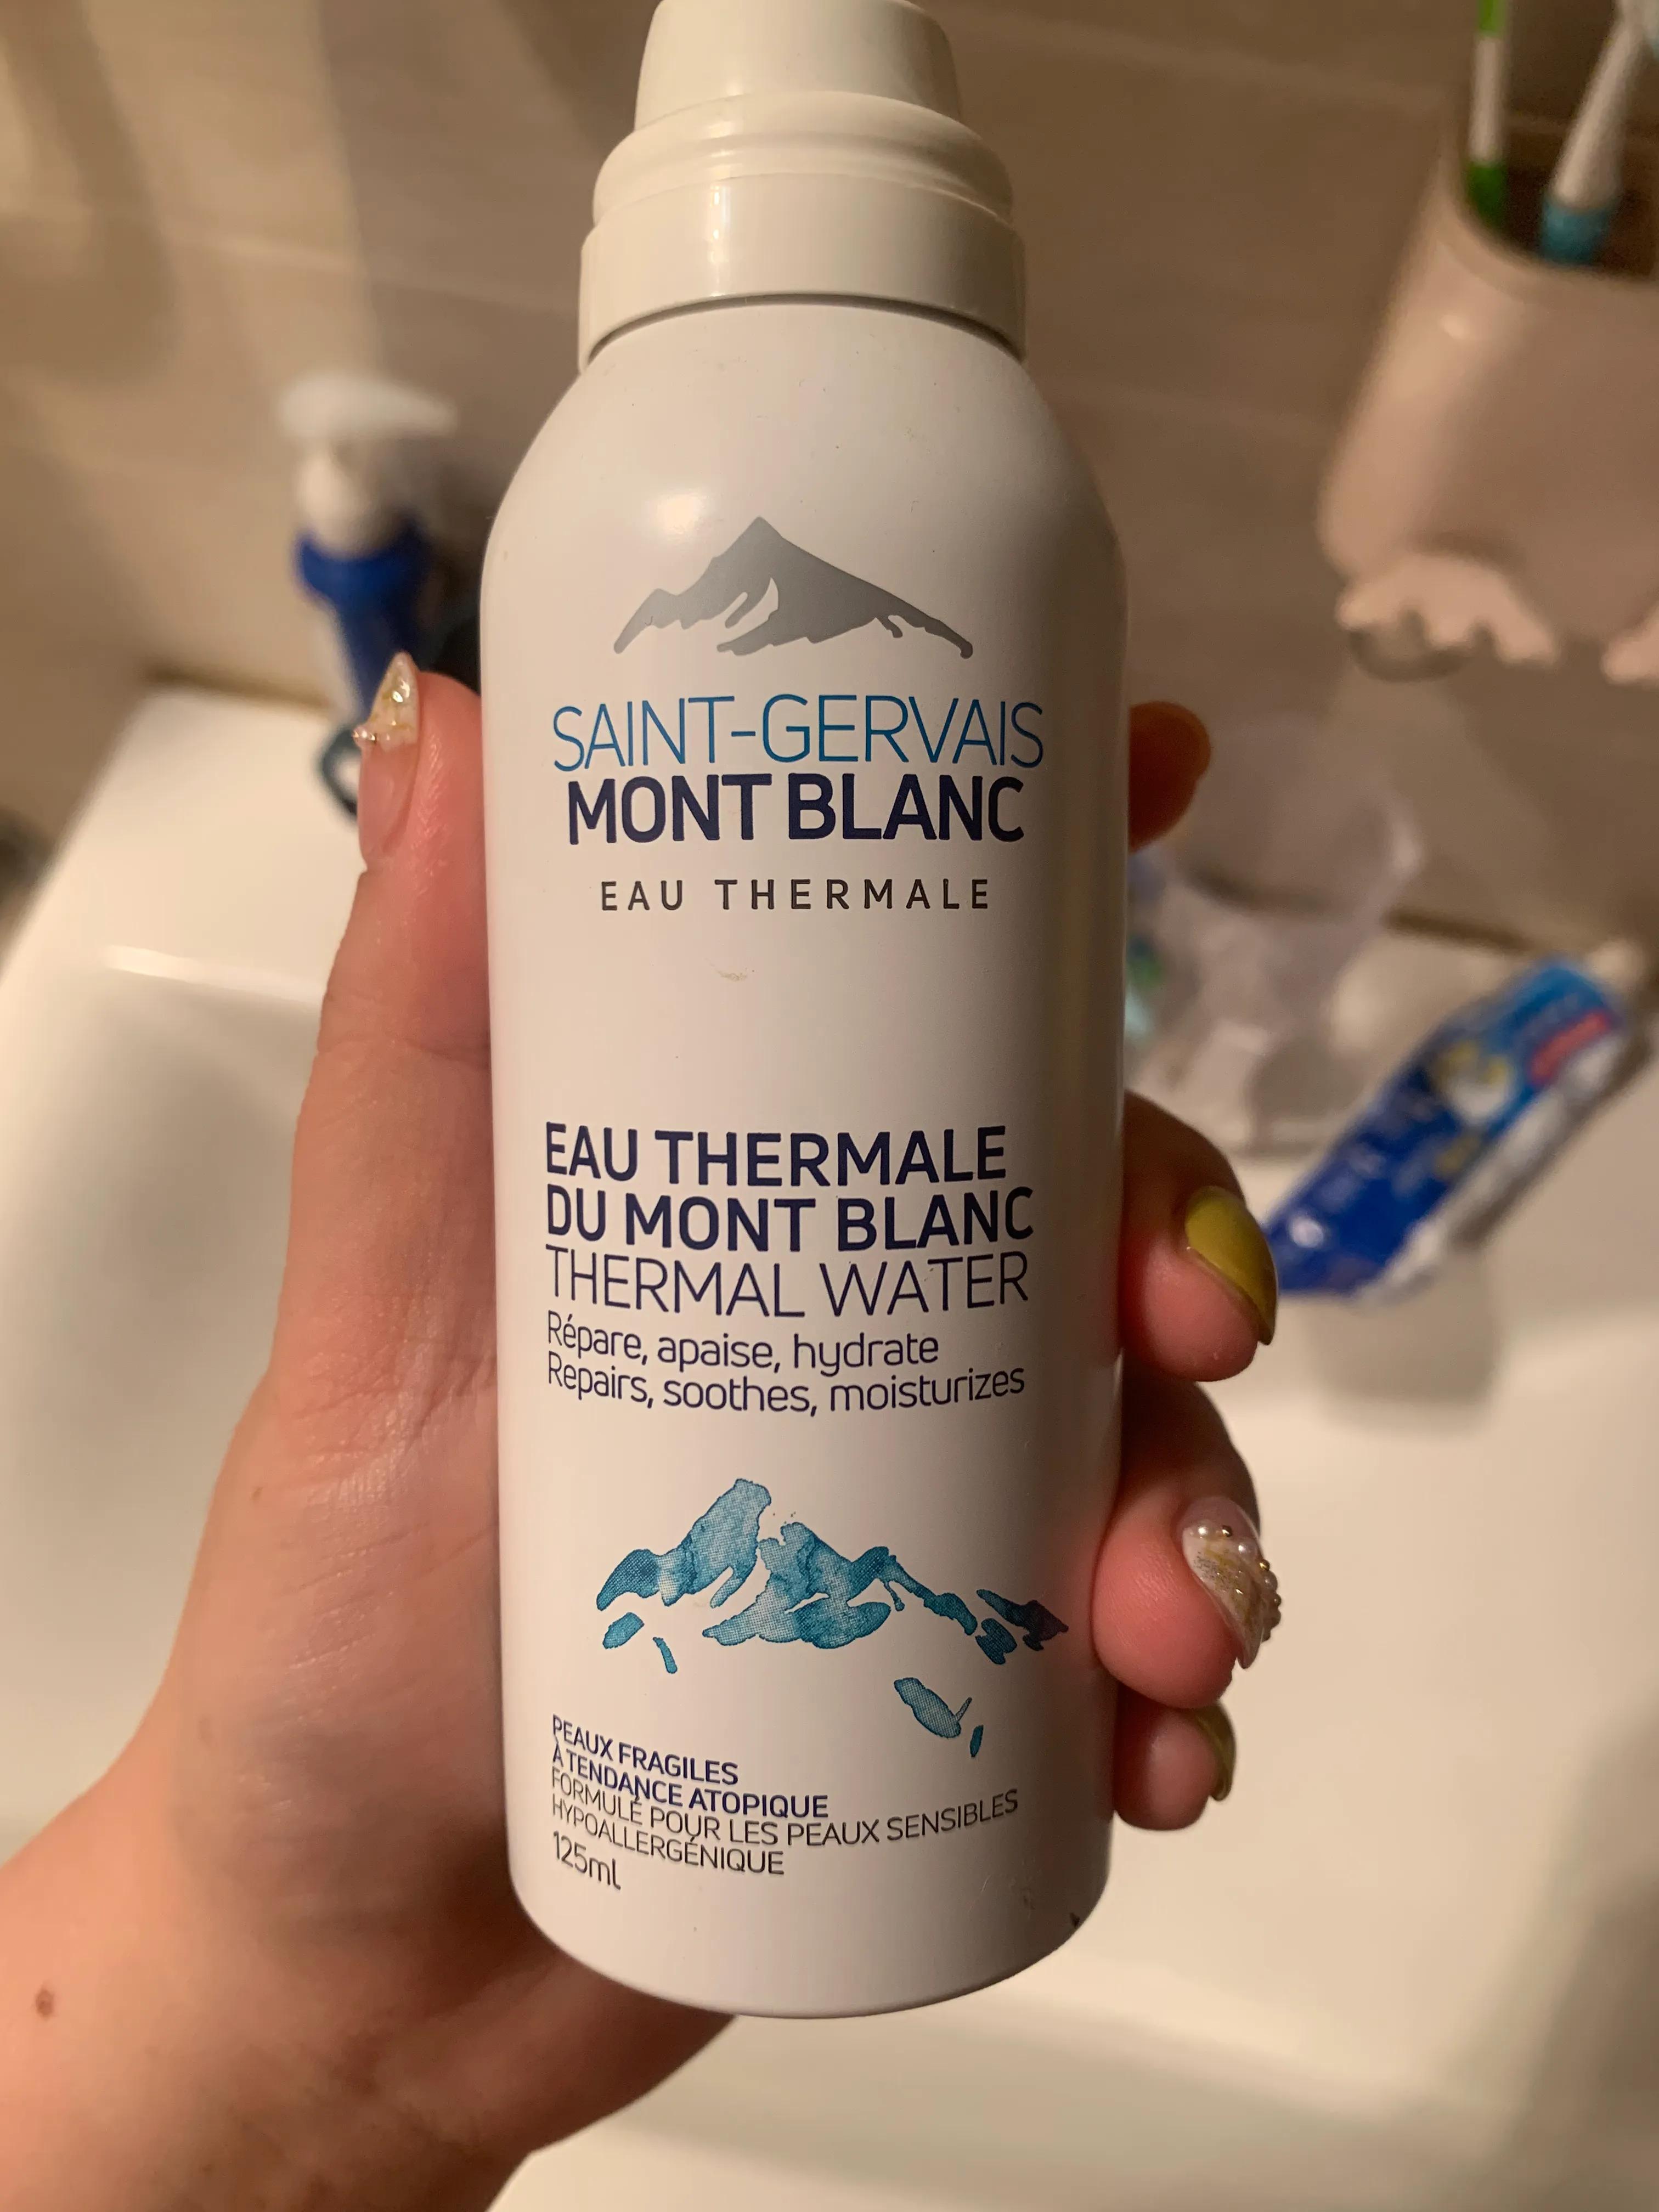 SAINT-GERVAIS
MONT BLANC
EAU THERMALE
EAU THERMALE
DU MONT BLANC
THERMAL WATER
Répare, apaise, hydrate
Repairs, soothes, moisturizes
PEAUX FRAGILES
À TENDANCE ATOPIQUE
FORMULÉ POUR LES PEAUX SENSIBLES
HYPOALLERGÉNIQUE
125ml